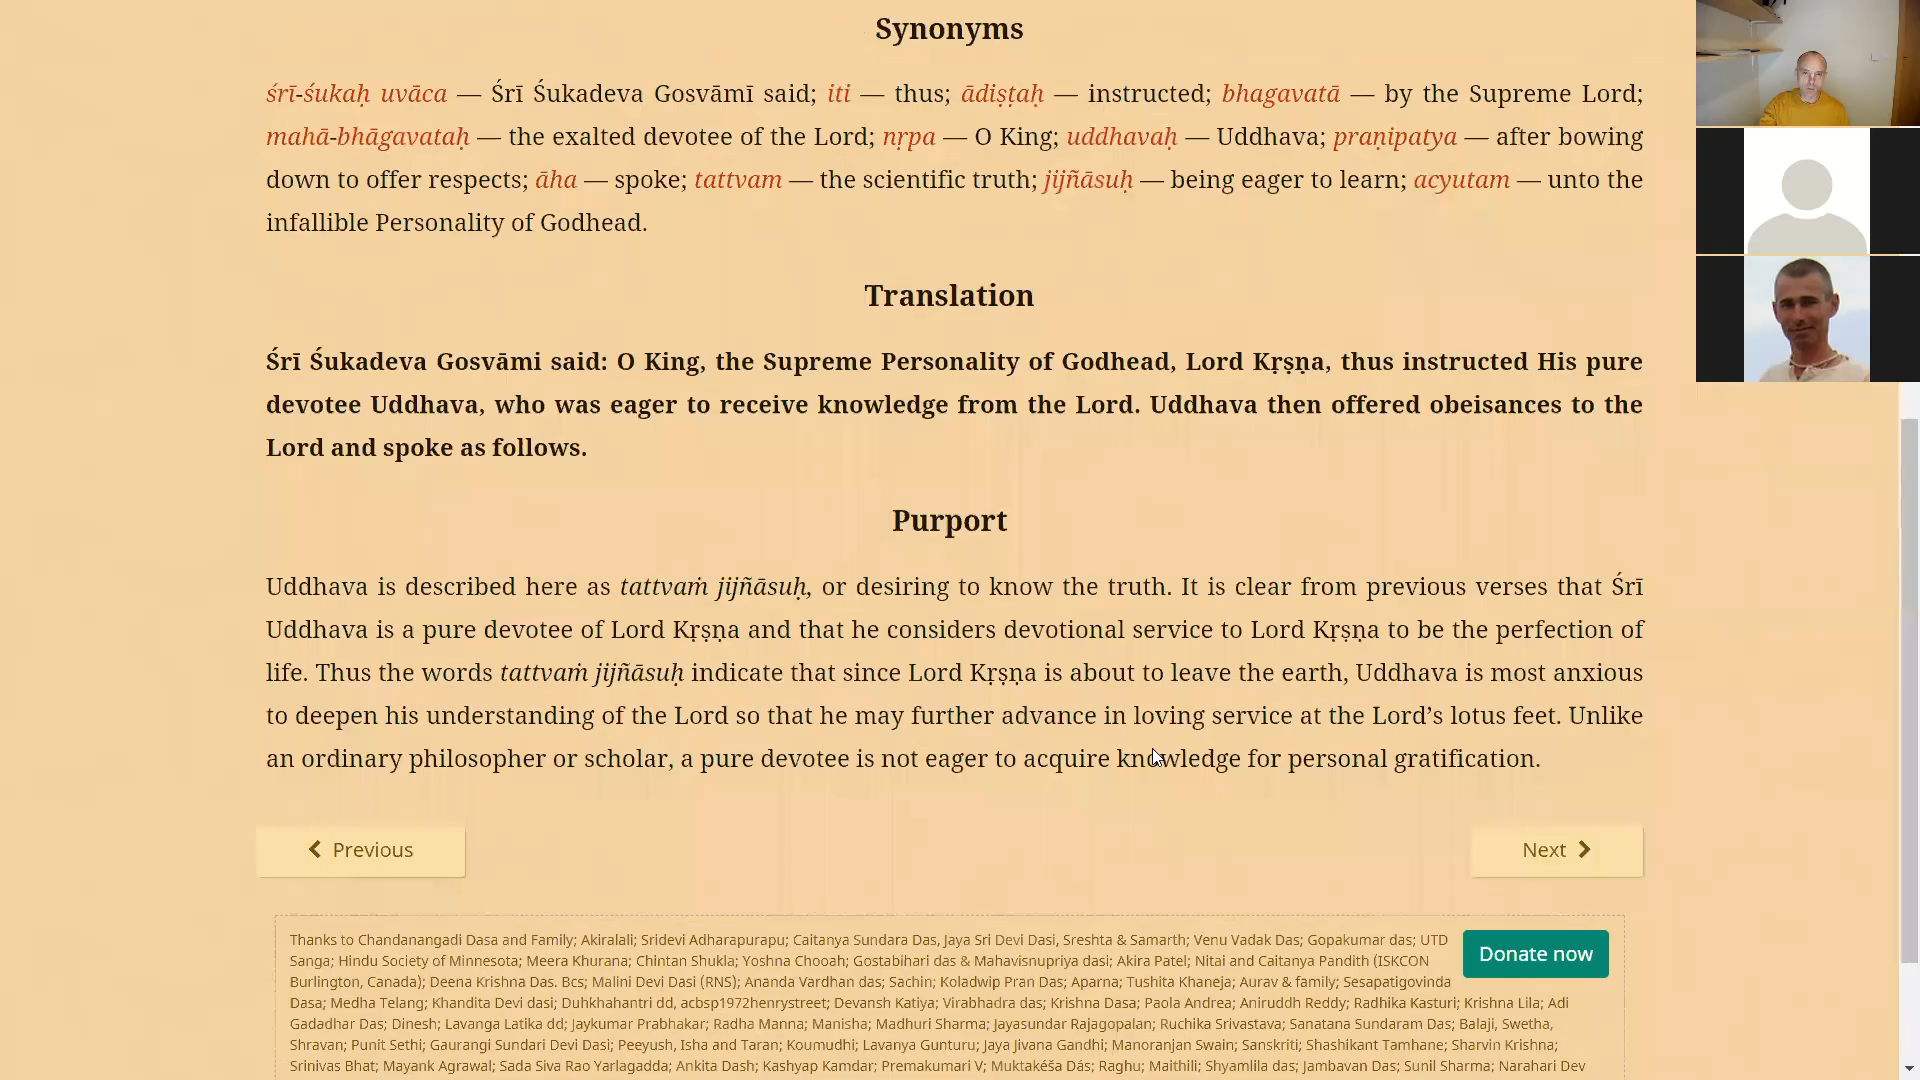 Synonyms
śrī-śukaḥ uvāca — Śrī Śukadeva Gosvāmī said; iti — thus; ādiṣṭaḥ — instructed; bhagavatā — by the Supreme Lord;
mahā-bhāgavataḥ — the exalted devotee of the Lord; nṛpa — O King; uddhavaḥ — Uddhava; praṇipatya — after bowing
down to offer respects; āha — spoke; tattvam — the scientific truth; jijñāsuḥ — being eager to learn; acyutam — unto the
infallible Personality of Godhead.
Translation
Śrī Śukadeva Gosvāmi said: O King, the Supreme Personality of Godhead, Lord Kṛṣṇa, thus instructed His pure
devotee Uddhava, who was eager to receive knowledge from the Lord. Uddhava then offered obeisances to the
Lord and spoke as follows.
Purport
Uddhava is described here as tattvaṁ jijñāsuḥ, or desiring to know the truth. It is clear from previous verses that Śrī
Uddhava is a pure devotee of Lord Kṛṣṇa and that he considers devotional service to Lord Kṛṣṇa to be the perfection of
life. Thus the words tattvaṁ jijñāsuḥ indicate that since Lord Kṛṣṇa is about to leave the earth, Uddhava is most anxious
to deepen his understanding of the Lord so that he may further advance in loving service at the Lord’s lotus feet. Unlike
an ordinary philosopher or scholar, a pure devotee is not eager to acquire knowledge for personal gratification.
Previous
Next
Thanks to Chandanangadi Dasa and Family; Akiralali; Sridevi Adharapurapu; Caitanya Sundara Das, Jaya Sri Devi Dasi, Sreshta & Samarth; Venu Vadak Das; Gopakumar das; UTD
Sanga; Hindu Society of Minnesota; Meera Khurana; Chintan Shukla; Yoshna Chooah; Gostabihari das & Mahavisnupriya dasi; Akira Patel; Nitai and Caitanya Pandith (ISKCON
Burlington, Canada); Deena Krishna Das. Bcs; Malini Devi Dasi (RNS); Ananda Vardhan das; Sachin; Koladwip Pran Das; Aparna; Tushita Khaneja; Aurav & family; Sesapatigovinda
Dasa; Medha Telang; Khandita Devi dasi; Duhkhahantri dd, acbsp1972henrystreet; Devansh Katiya; Virabhadra das; Krishna Dasa; Paola Andrea; Aniruddh Reddy; Radhika Kasturi; Krishna Lila; Adi
Gadadhar Das; Dinesh; Lavanga Latika dd; Jaykumar Prabhakar; Radha Manna; Manisha; Madhuri Sharma; Jayasundar Rajagopalan; Ruchika Srivastava; Sanatana Sundaram Das; Balaji, Swetha,
Shravan; Punit Sethi; Gaurangi Sundari Devi Dasi; Peeyush, Isha and Taran; Koumudhi; Lavanya Gunturu; Jaya Jivana Gandhi; Manoranjan Swain; Sanskriti; Shashikant Tamhane; Sharvin Krishna;
Srinivas Bhat; Mayank Agrawal; Sada Siva Rao Yarlagadda; Ankita Dash; Kashyap Kamdar; Premakumari V; Muktakéša Dás; Raghu; Maithili; Shyamlila das; Jambavan Das; Sunil Sharma; Narahari Dev
Donate now